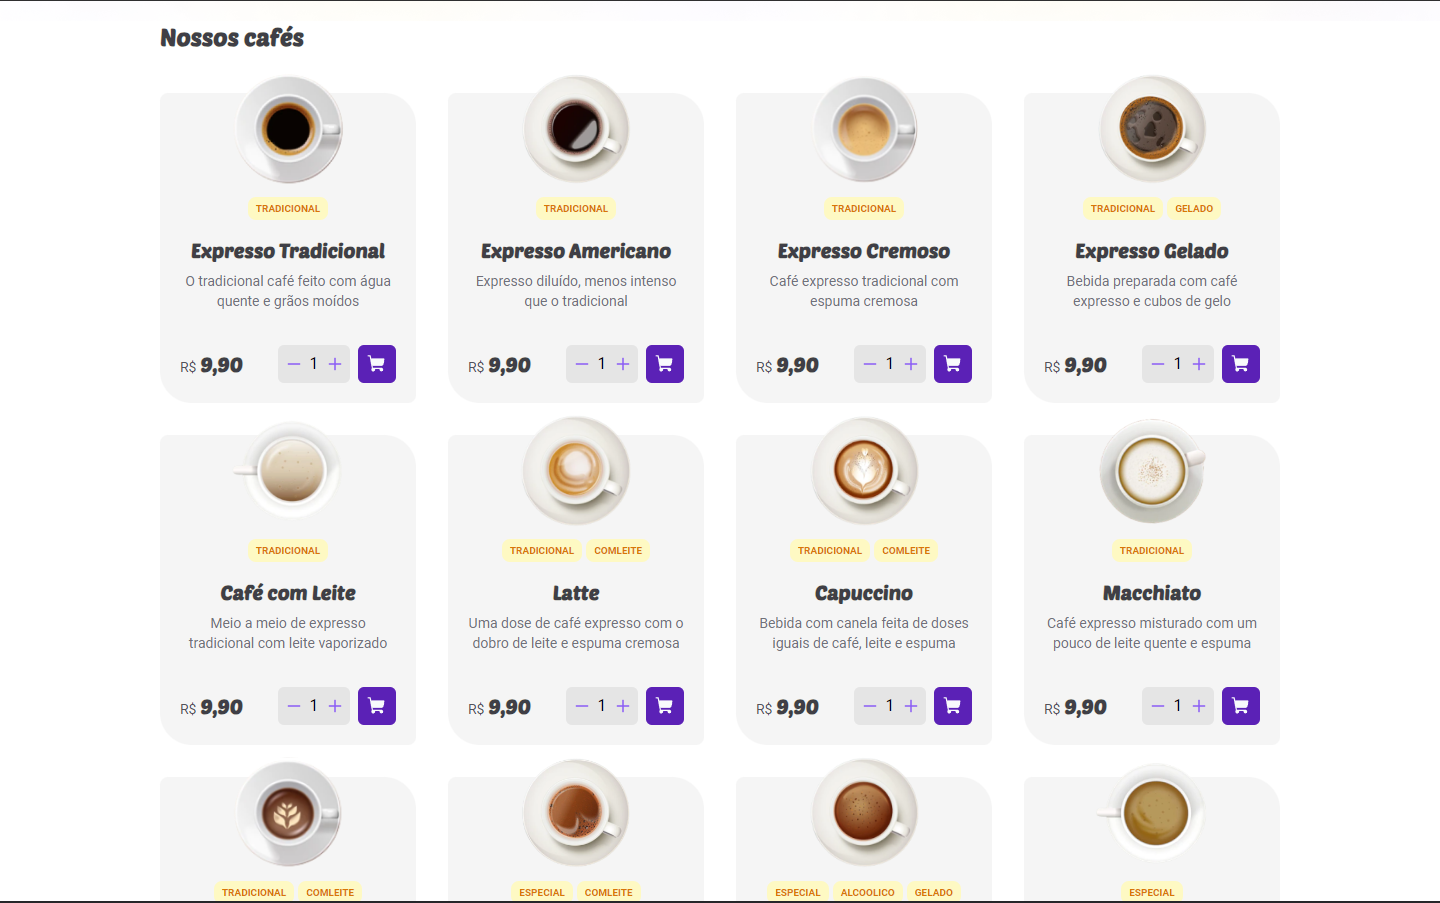 Nossos cafés
TRADICIONAL
Expresso Tradicional
O tradicional café feito com água
quente e grãos moídos
R$ 9,90
1
TRADICIONAL
Expresso Americano
Expresso diluído, menos intenso
que o tradicional
R$ 9,90
1
TRADICIONAL
Expresso Cremoso
Café expresso tradicional com
espuma cremosa
R$ 9,90
1
TRADICIONAL GELADO
Expresso Gelado
Bebida preparada com café
expresso e cubos de gelo
R$ 9,90
1
TRADICIONAL
Café com Leite
Meio a meio de expresso
tradicional com leite vaporizado
R$ 9,90
1
TRADICIONAL COMLEITE
Latte
Uma dose de café expresso com o
dobro de leite e espuma cremosa
R$ 9,90
1
TRADICIONAL COMLEITE
Capuccino
Bebida com canela feita de doses
iguais de café, leite e espuma
R$ 9,90
1
TRADICIONAL
Macchiato
Café expresso misturado com um
pouco de leite quente e espuma
R$ 9,90
1
TRADICIONAL COMLEITE
ESPECIAL COMLEITE
ESPECIAL ALCOOLICO GELADO
ESPECIAL